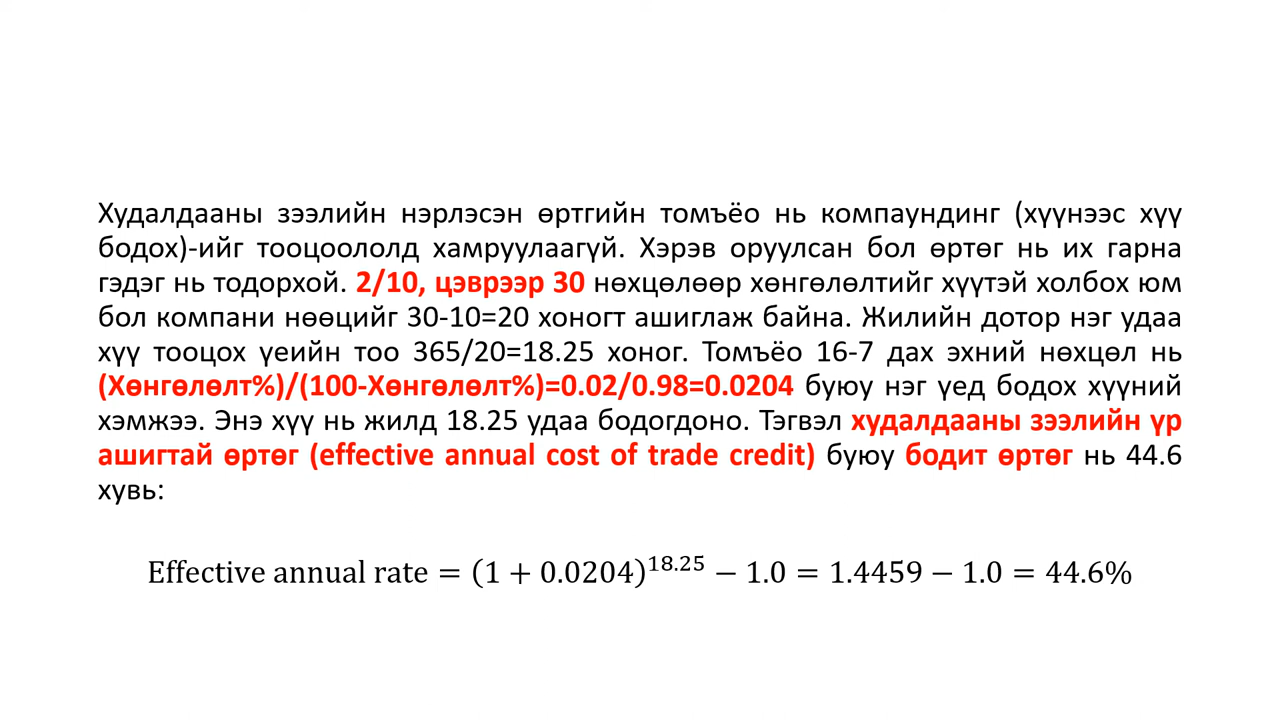 Худалдааны зээлийн нэрлэсэн өртгийн томъёо нь компаундинг (хүүнээс хүү
бодох)-ийг тооцоололд хамруулаагүй. Хэрэв оруулсан бол өртөг нь их гарна
гэдэг нь тодорхой. 2/10, цэврээр 30 нөхцөлөөр хөнгөлөлтийг хүүтэй холбох юм
бол компани нөөцийг 30-10=20 хоногт ашиглаж байна. Жилийн дотор нэг удаа
хүү тооцох үеийн тоо 365/20=18.25 хоног. Томъёо 16-7 дах эхний нөхцөл нь
(Хөнгөлөлт%)/(100-Хөнгөлөлт%)=0.02/0.98=0.0204 буюу нэг үед бодох хүүний
хэмжээ. Энэ хүү нь жилд 18.25 удаа бодогдоно. Тэгвэл худалдааны зээлийн үр
ашигтай өртөг (effective annual cost of trade credit) буюу бодит өртөг нь 44.6
хувь:
Effective annual rate = (1 + 0.0204)^18.25 − 1.0 = 1.4459 − 1.0 = 44.6%